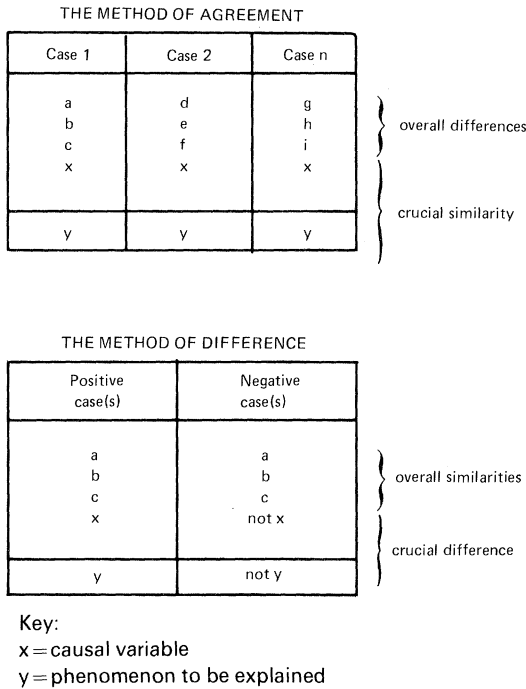 THE METHOD OF AGREEMENT
Case 1 Case 2 Case n
a d g
b e h
c f i
overall differences
x x x
crucial similarity
y y y
THE METHOD OF DIFFERENCE
Positive case(s) Negative case(s)
a a
b b
c c
overall similarities
x not x
crucial difference
y not y
Key:
x = causal variable
y = phenomenon to be explained